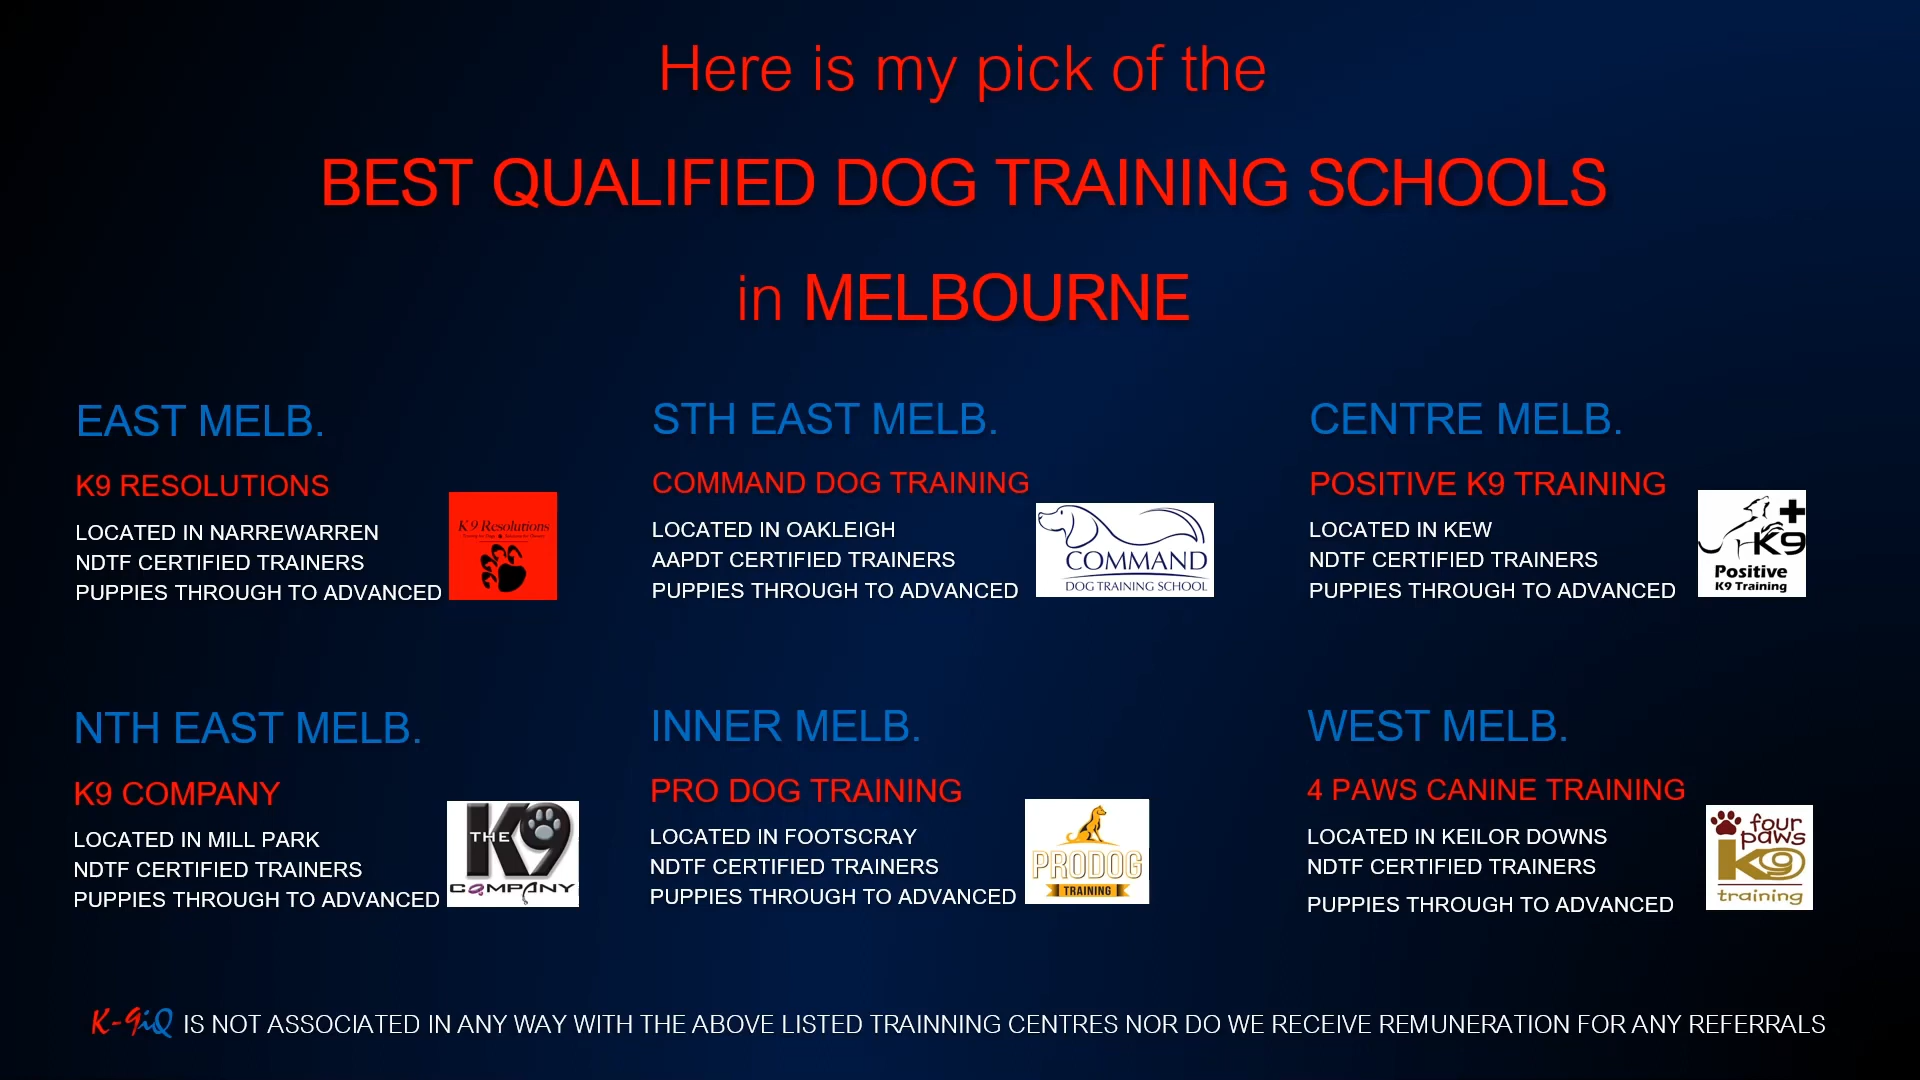 Here is my pick of the
BEST QUALIFIED DOG TRAINING SCHOOLS
in MELBOURNE
EAST MELB.
K9 RESOLUTIONS
LOCATED IN NARREWARREN
NDTF CERTIFIED TRAINERS
PUPPIES THROUGH TO ADVANCED
K9 Resolutions
STH EAST MELB.
COMMAND DOG TRAINING
LOCATED IN OAKLEIGH
AAPDT CERTIFIED TRAINERS
PUPPIES THROUGH TO ADVANCED
COMMAND
DOG TRAINING SCHOOL
CENTRE MELB.
POSITIVE K9 TRAINING
LOCATED IN KEW
NDTF CERTIFIED TRAINERS
PUPPIES THROUGH TO ADVANCED
+
K9
Positive
K9 Training
NTH EAST MELB.
K9 COMPANY
LOCATED IN MILL PARK
NDTF CERTIFIED TRAINERS
PUPPIES THROUGH TO ADVANCED
THE K9
COMPANY
INNER MELB.
PRO DOG TRAINING
LOCATED IN FOOTSCRAY
NDTF CERTIFIED TRAINERS
PUPPIES THROUGH TO ADVANCED
PRODOG
TRAINING
WEST MELB.
4 PAWS CANINE TRAINING
LOCATED IN KEILOR DOWNS
NDTF CERTIFIED TRAINERS
PUPPIES THROUGH TO ADVANCED
four
paws
K9
training
K-9iQ IS NOT ASSOCIATED IN ANY WAY WITH THE ABOVE LISTED TRAINNING CENTRES NOR DO WE RECEIVE REMUNERATION FOR ANY REFERRALS